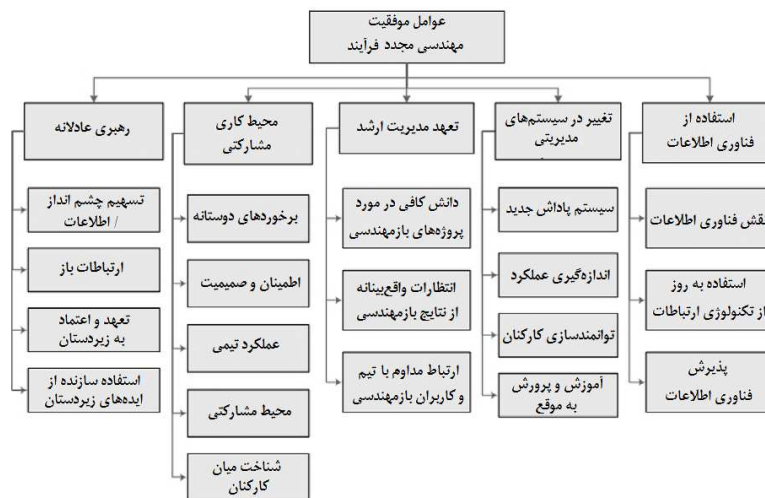 عوامل موفقیت
مهندسی مجدد فرآیند
استفاده از
فناوری اطلاعات
نقش فناوری اطلاعات
استفاده به روز
از تکنولوژی ارتباطات
پذیرش
فناوری اطلاعات
تغییر در سیستم‌های
مدیریتی
سیستم پاداش جدید
اندازه‌گیری عملکرد
توانمندسازی کارکنان
آموزش و پرورش
به موقع
تعهد مدیریت ارشد
دانش کافی در مورد
پروژه‌های بازمهندسی
انتظارات واقع‌بینانه
از نتایج بازمهندسی
ارتباط مداوم با تیم
و کاربران بازمهندسی
محیط کاری
مشارکتی
برخوردهای دوستانه
اطمینان و صمیمیت
عملکرد تیمی
محیط مشارکتی
شناخت میان
کارکنان
رهبری عادلانه
تسهیم چشم انداز
/ اطلاعات
ارتباطات باز
تعهد و اعتماد
به زیردستان
استفاده سازنده از
ایده‌های زیردستان